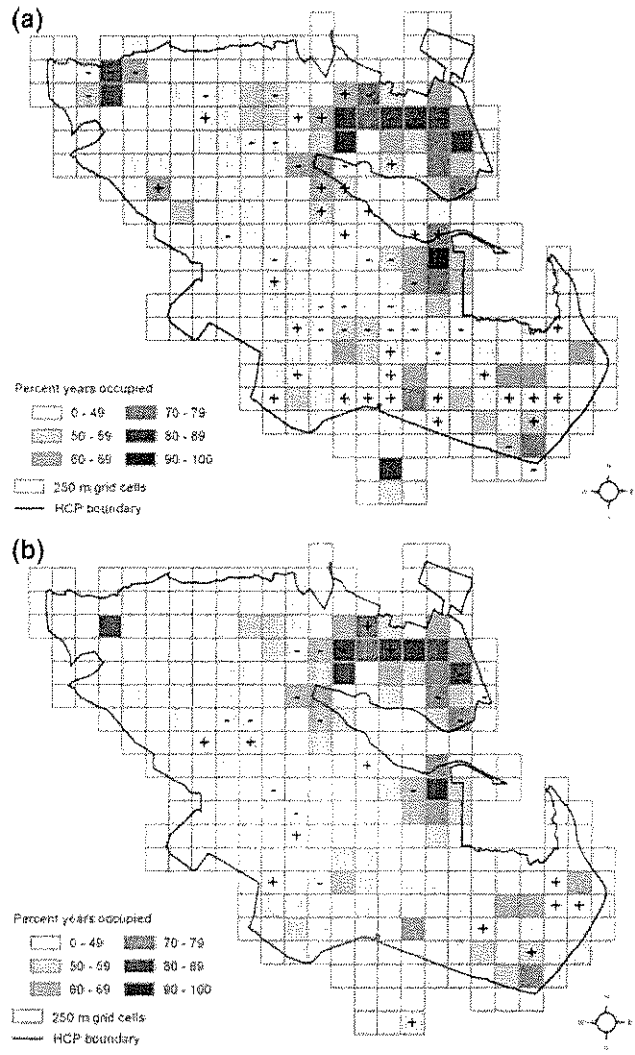 (a)
Percent years occupied
0 - 49 70 - 79
50 - 59 80 - 89
60 - 69 90 - 100
250 m grid cells
HCP boundary
(b)
Percent years occupied
0 - 49 70 - 79
50 - 59 80 - 89
60 - 69 90 - 100
250 m grid cells
HCP boundary